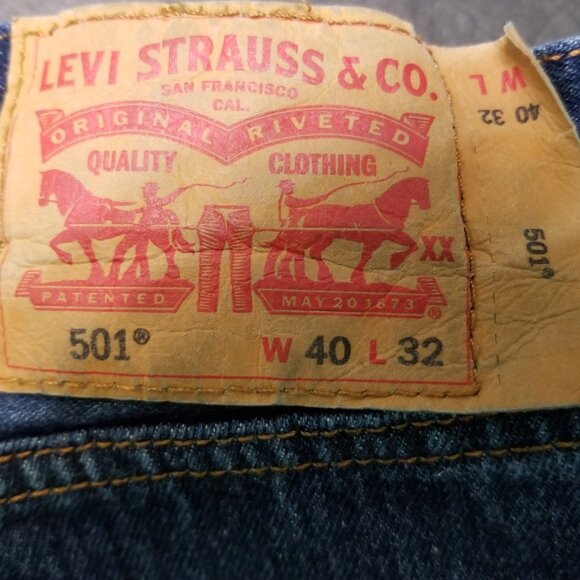 LEVI STRAUSS & CO.
SAN FRANCISCO
CAL.
ORIGINAL RIVETED
QUALITY CLOTHING
XX
PATENTED MAY 20 1873 ®
501® W 40 L 32
W L
40 32
501®